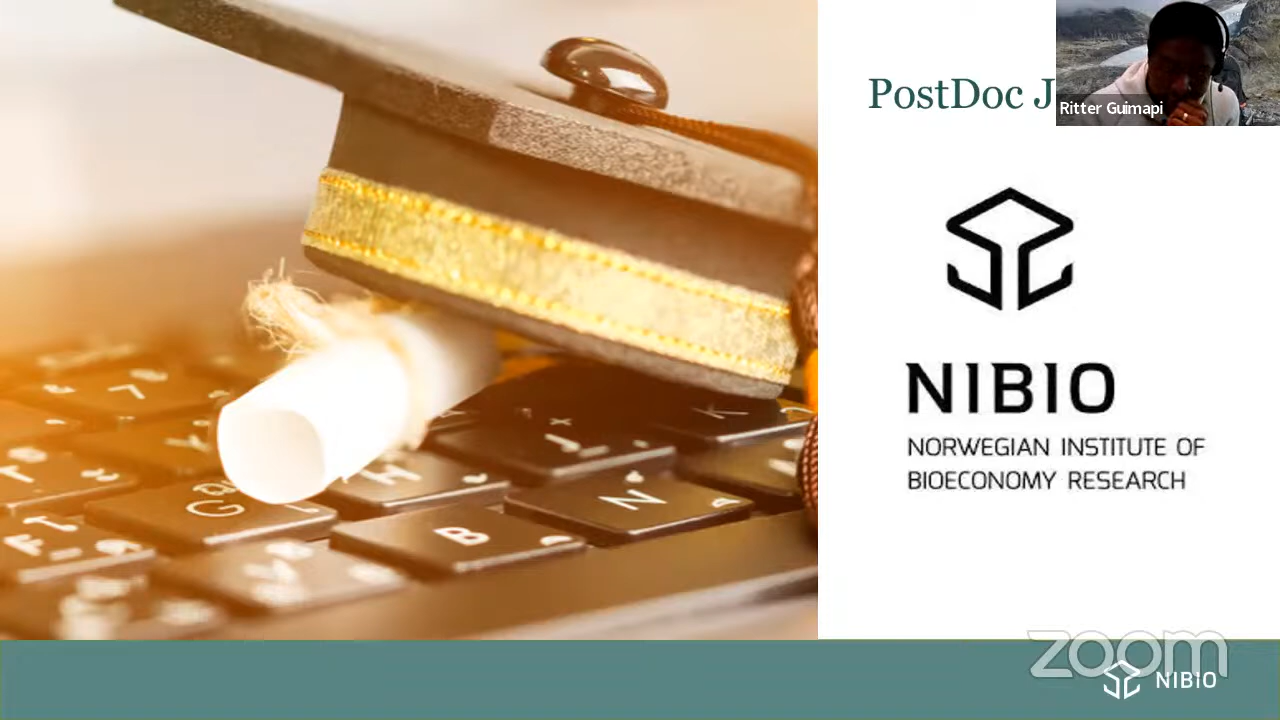 PostDoc J
Ritter Guimapi
NIBIO
NORWEGIAN INSTITUTE OF
BIOECONOMY RESEARCH
K
J
H
N
G
B
T
F
V
zoom
NIBIO